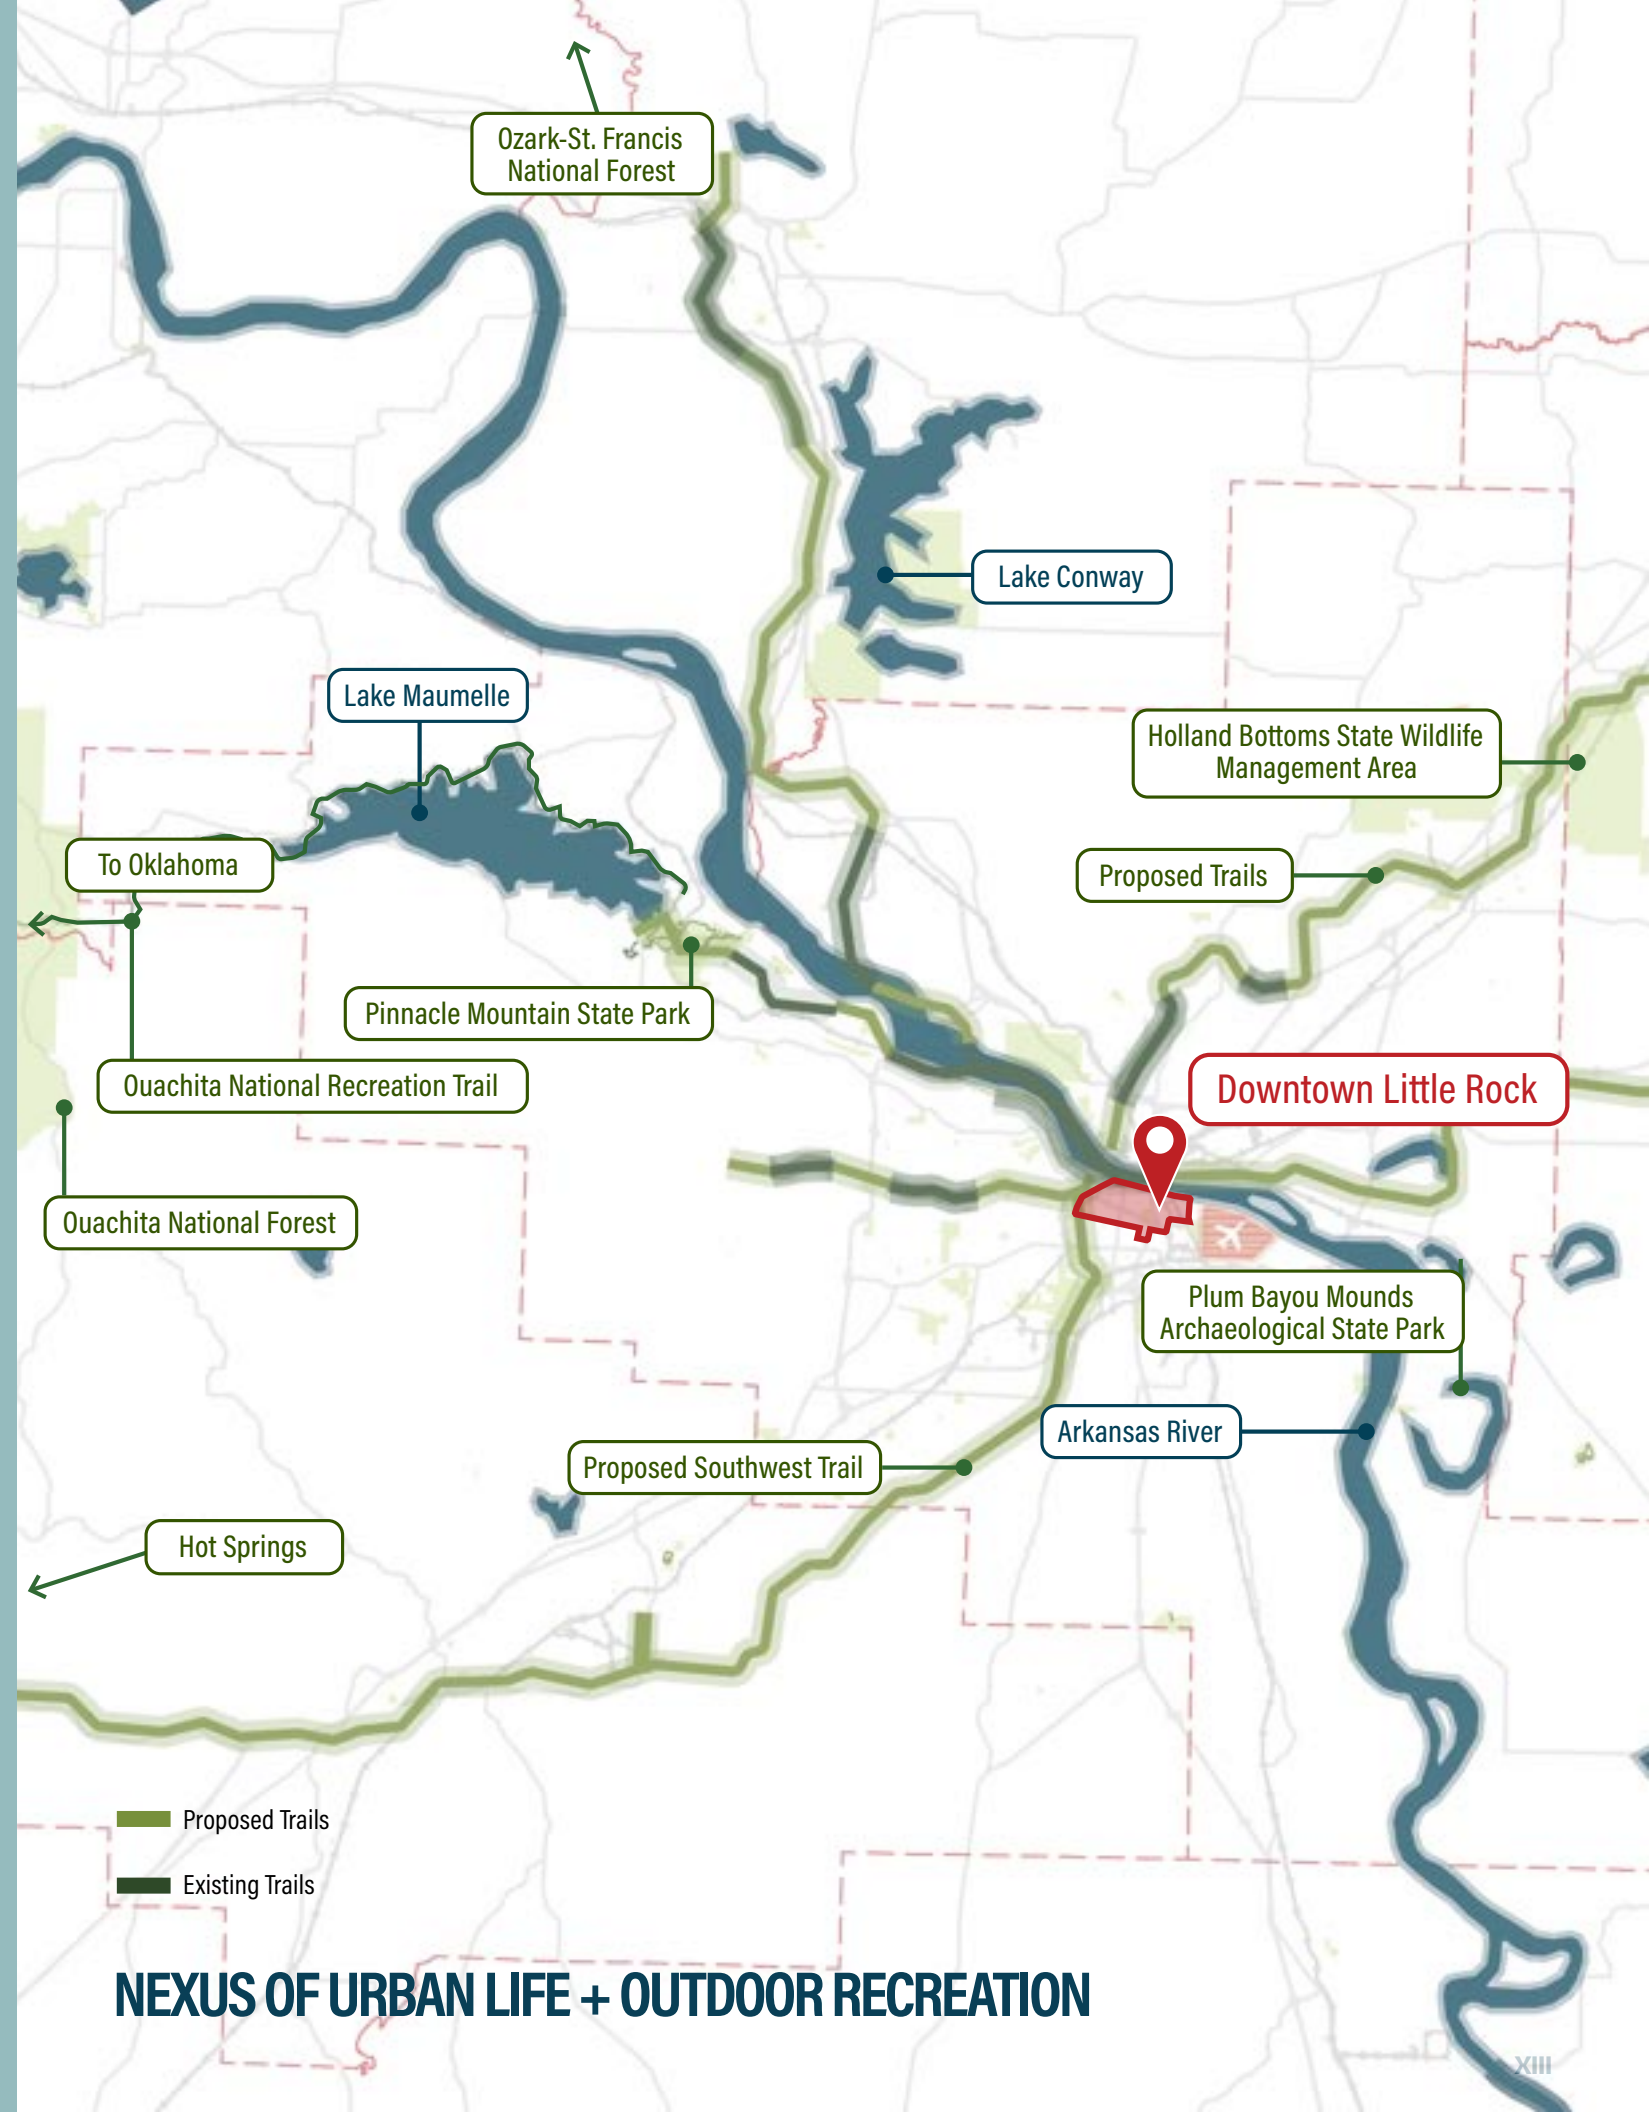 Ozark-St. Francis
National Forest
Lake Conway
Lake Maumelle
Holland Bottoms State Wildlife
Management Area
To Oklahoma
Proposed Trails
Pinnacle Mountain State Park
Ouachita National Recreation Trail
Downtown Little Rock
Ouachita National Forest
Plum Bayou Mounds
Archaeological State Park
Arkansas River
Proposed Southwest Trail
Hot Springs
Proposed Trails
Existing Trails
NEXUS OF URBAN LIFE + OUTDOOR RECREATION
XIII